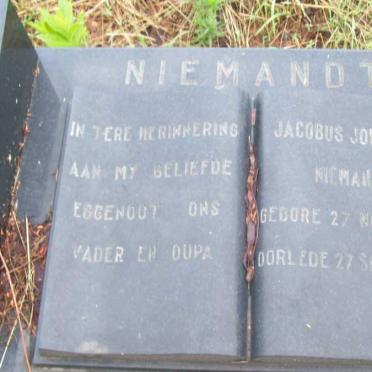 NIEMANDT
IN TERE HERINNERING
AAN MY BELIEFDE
EGGENOOT ONS
VADER EN OUPA
JACOBUS
NIEMAN
GEBORE 27
OORLEDE 27